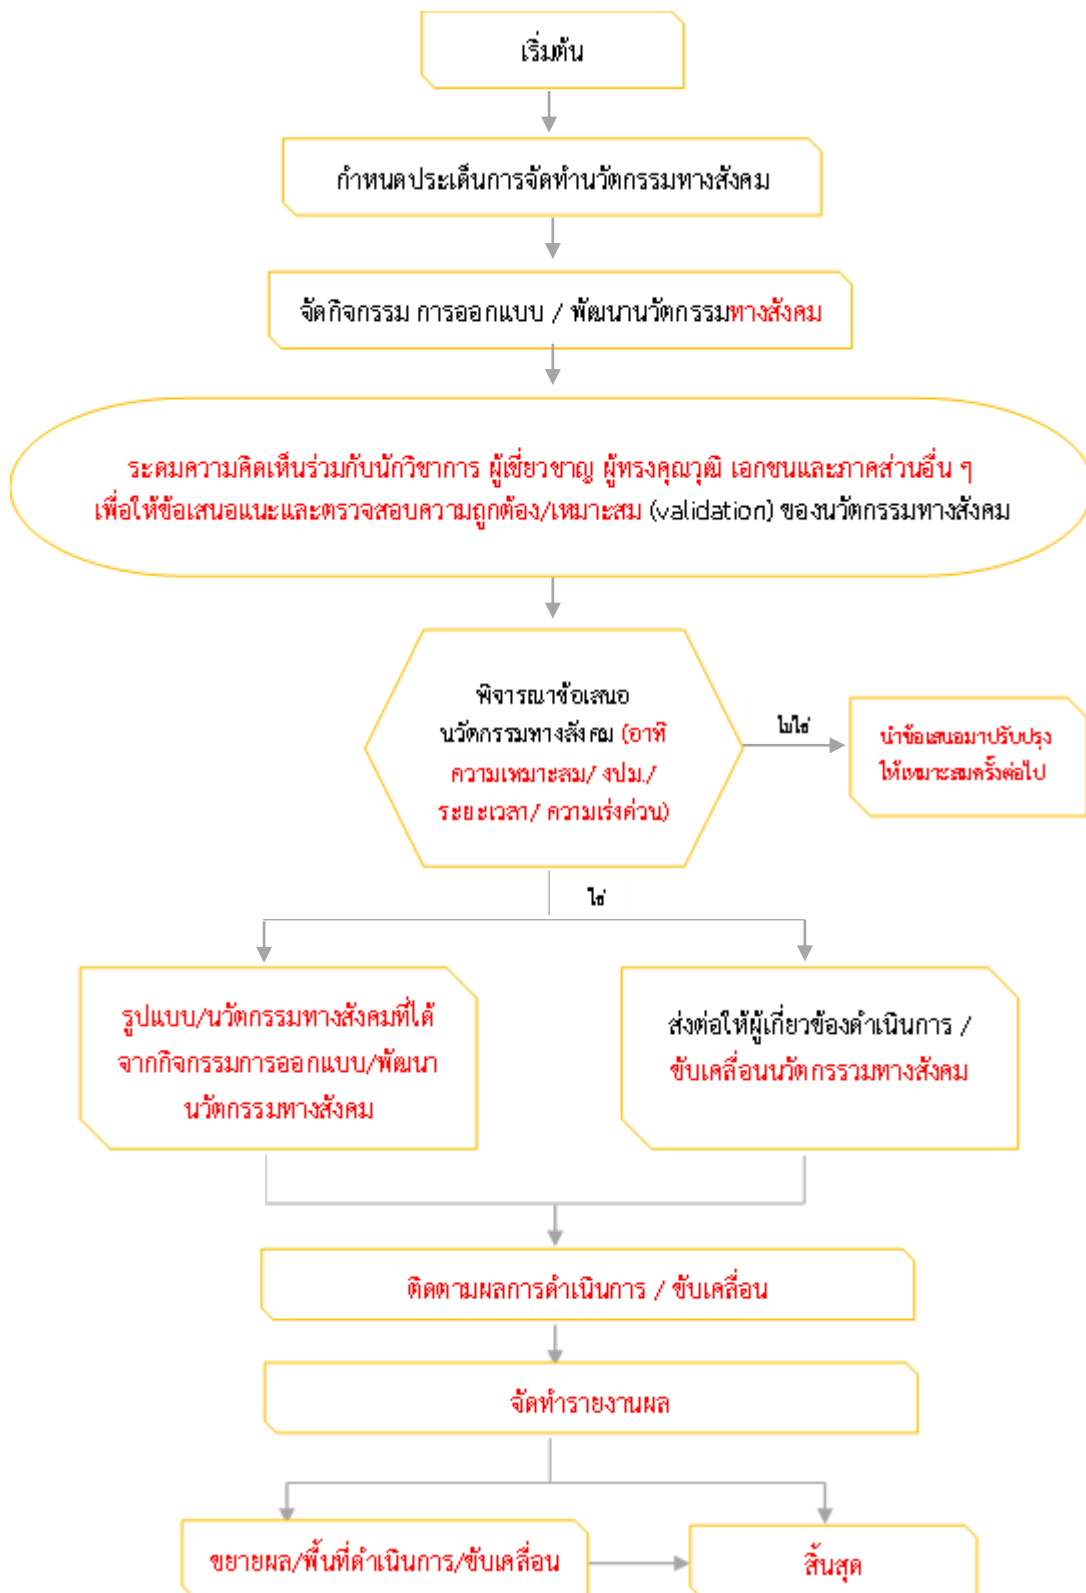 เริ่มต้น
กำหนดประเด็นการจัดทำนวัตกรรมทางสังคม
จัดกิจกรรม การออกแบบ / พัฒนานวัตกรรมทางสังคม
ระดมความคิดเห็นร่วมกับนักวิชาการ ผู้เชี่ยวชาญ ผู้ทรงคุณวุฒิ เอกชนและภาคส่วนอื่น ๆ
เพื่อให้ข้อเสนอแนะและตรวจสอบความถูกต้อง/เหมาะสม (validation) ของนวัตกรรมทางสังคม
พิจารณาข้อเสนอ
นวัตกรรมทางสังคม (อาทิ
ความเหมาะสม/ งปม./
ระยะเวลา/ ความเร่งด่วน)
ไม่ใช่
นำข้อเสนอมาปรับปรุง
ให้เหมาะสมครั้งต่อไป
ใช่
รูปแบบ/นวัตกรรมทางสังคมที่ได้
จากกิจกรรมการออกแบบ/พัฒนา
นวัตกรรมทางสังคม
ส่งต่อให้ผู้เกี่ยวข้องดำเนินการ /
ขับเคลื่อนนวัตกรรวมทางสังคม
ติดตามผลการดำเนินการ / ขับเคลื่อน
จัดทำรายงานผล
ขยายผล/พื้นที่ดำเนินการ/ขับเคลื่อน
สิ้นสุด